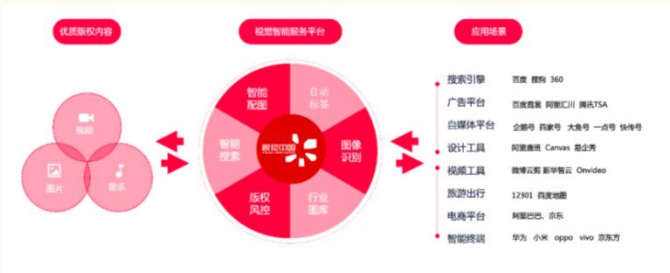 优质版权内容
视觉智能服务平台
应用场景
视频
图片
音乐
智能配图
自动标签
智能搜索
视觉中国
图像识别
版权风控
行业图库
搜索引擎 百度 搜狗 360
广告平台 百度霓裳 阿里汇川 腾讯TSA
自媒体平台 企鹅号 百家号 大鱼号 一点号 快传号
设计工具 阿里鹿班 Canvas 易企秀
视频工具 微博云剪 新华智云 Onvideo
旅游出行 12301 百度地图
电商平台 阿里巴巴、京东
智能终端 华为 小米 oppo vivo 京东方